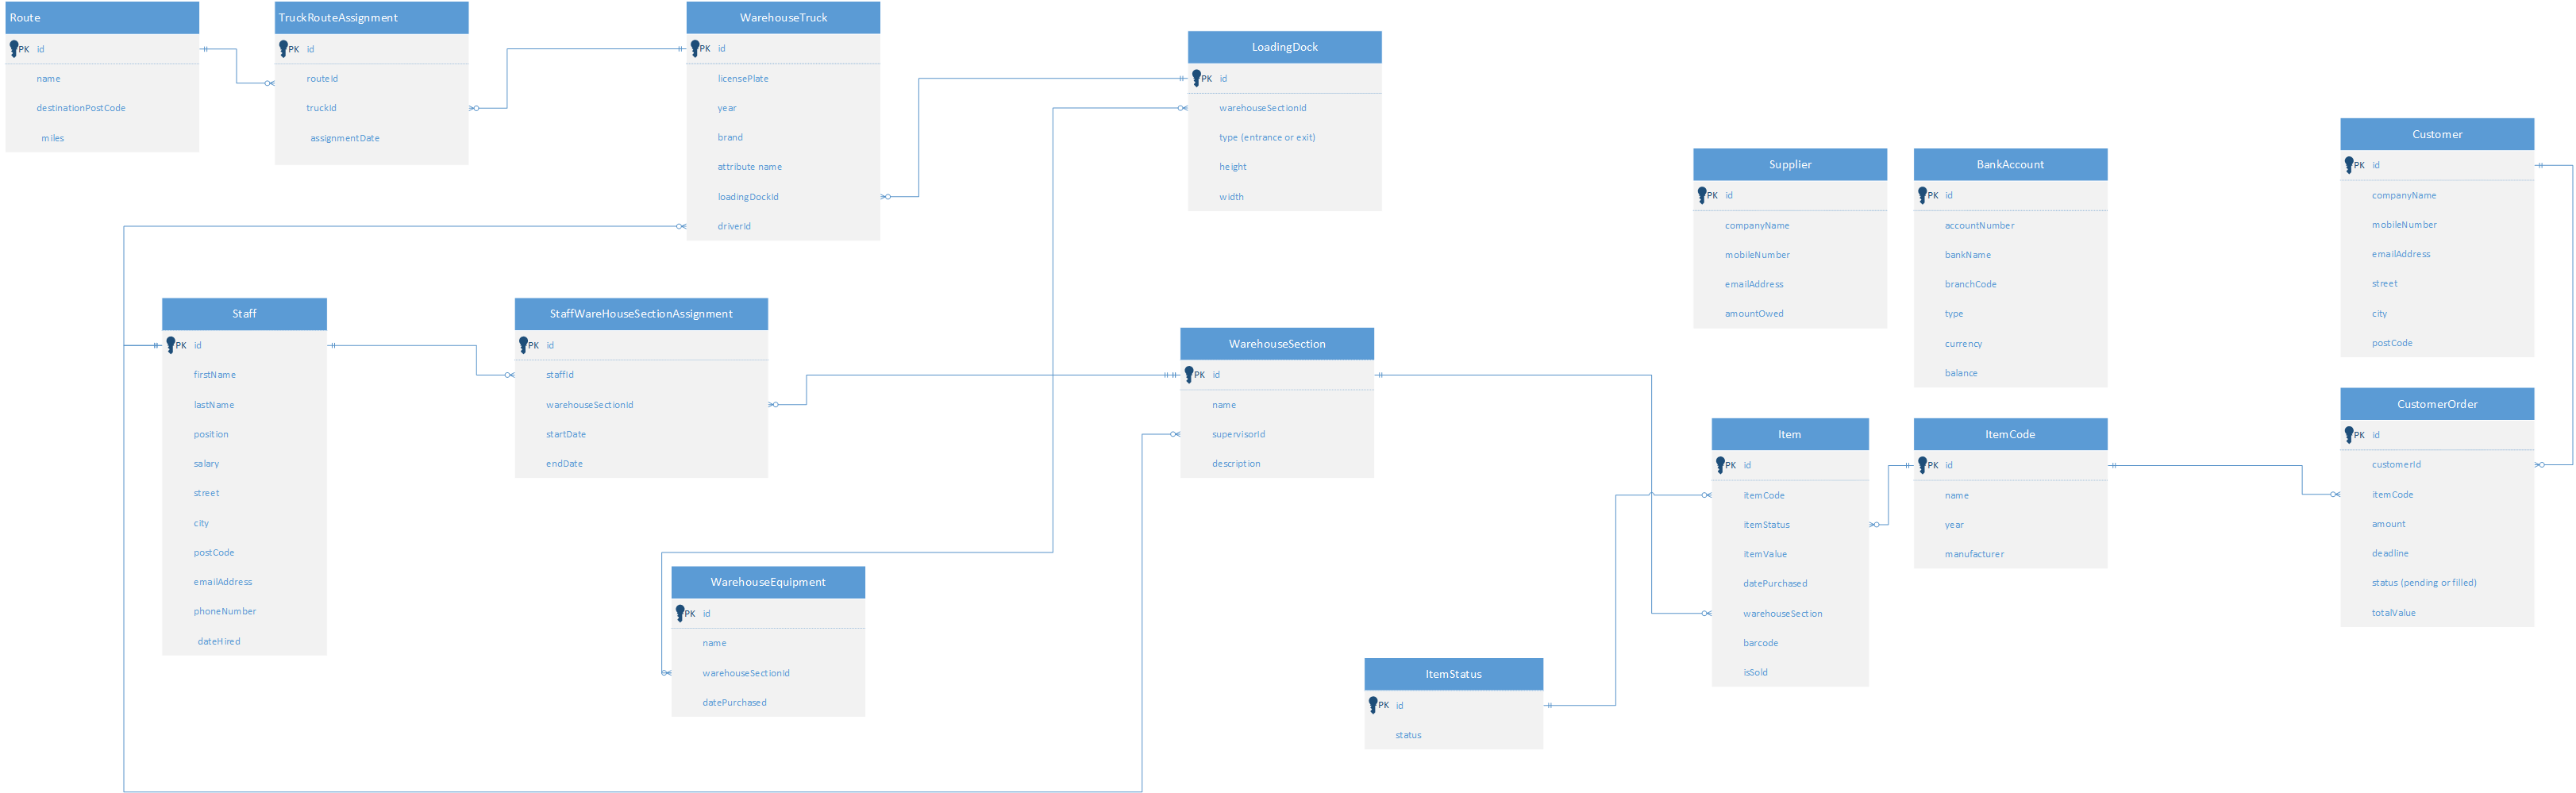 Route
PK id
name
destinationPostCode
miles
TruckRouteAssignment
PK id
routeId
truckId
assignmentDate
WarehouseTruck
PK id
licensePlate
year
brand
attribute name
loadingDockId
driverId
LoadingDock
PK id
warehouseSectionId
type (entrance or exit)
height
width
Supplier
PK id
companyName
mobileNumber
emailAddress
amountOwed
BankAccount
PK id
accountNumber
bankName
branchCode
type
currency
balance
Customer
PK id
companyName
mobileNumber
emailAddress
street
city
postCode
Staff
PK id
firstName
lastName
position
salary
street
city
postCode
emailAddress
phoneNumber
dateHired
StaffWareHouseSectionAssignment
PK id
staffId
warehouseSectionId
startDate
endDate
WarehouseSection
PK id
name
supervisorId
description
Item
PK id
itemCode
itemStatus
itemValue
datePurchased
warehouseSection
barcode
isSold
ItemCode
PK id
name
year
manufacturer
CustomerOrder
PK id
customerId
itemCode
amount
deadline
status (pending or filled)
totalValue
WarehouseEquipment
PK id
name
warehouseSectionId
datePurchased
ItemStatus
PK id
status